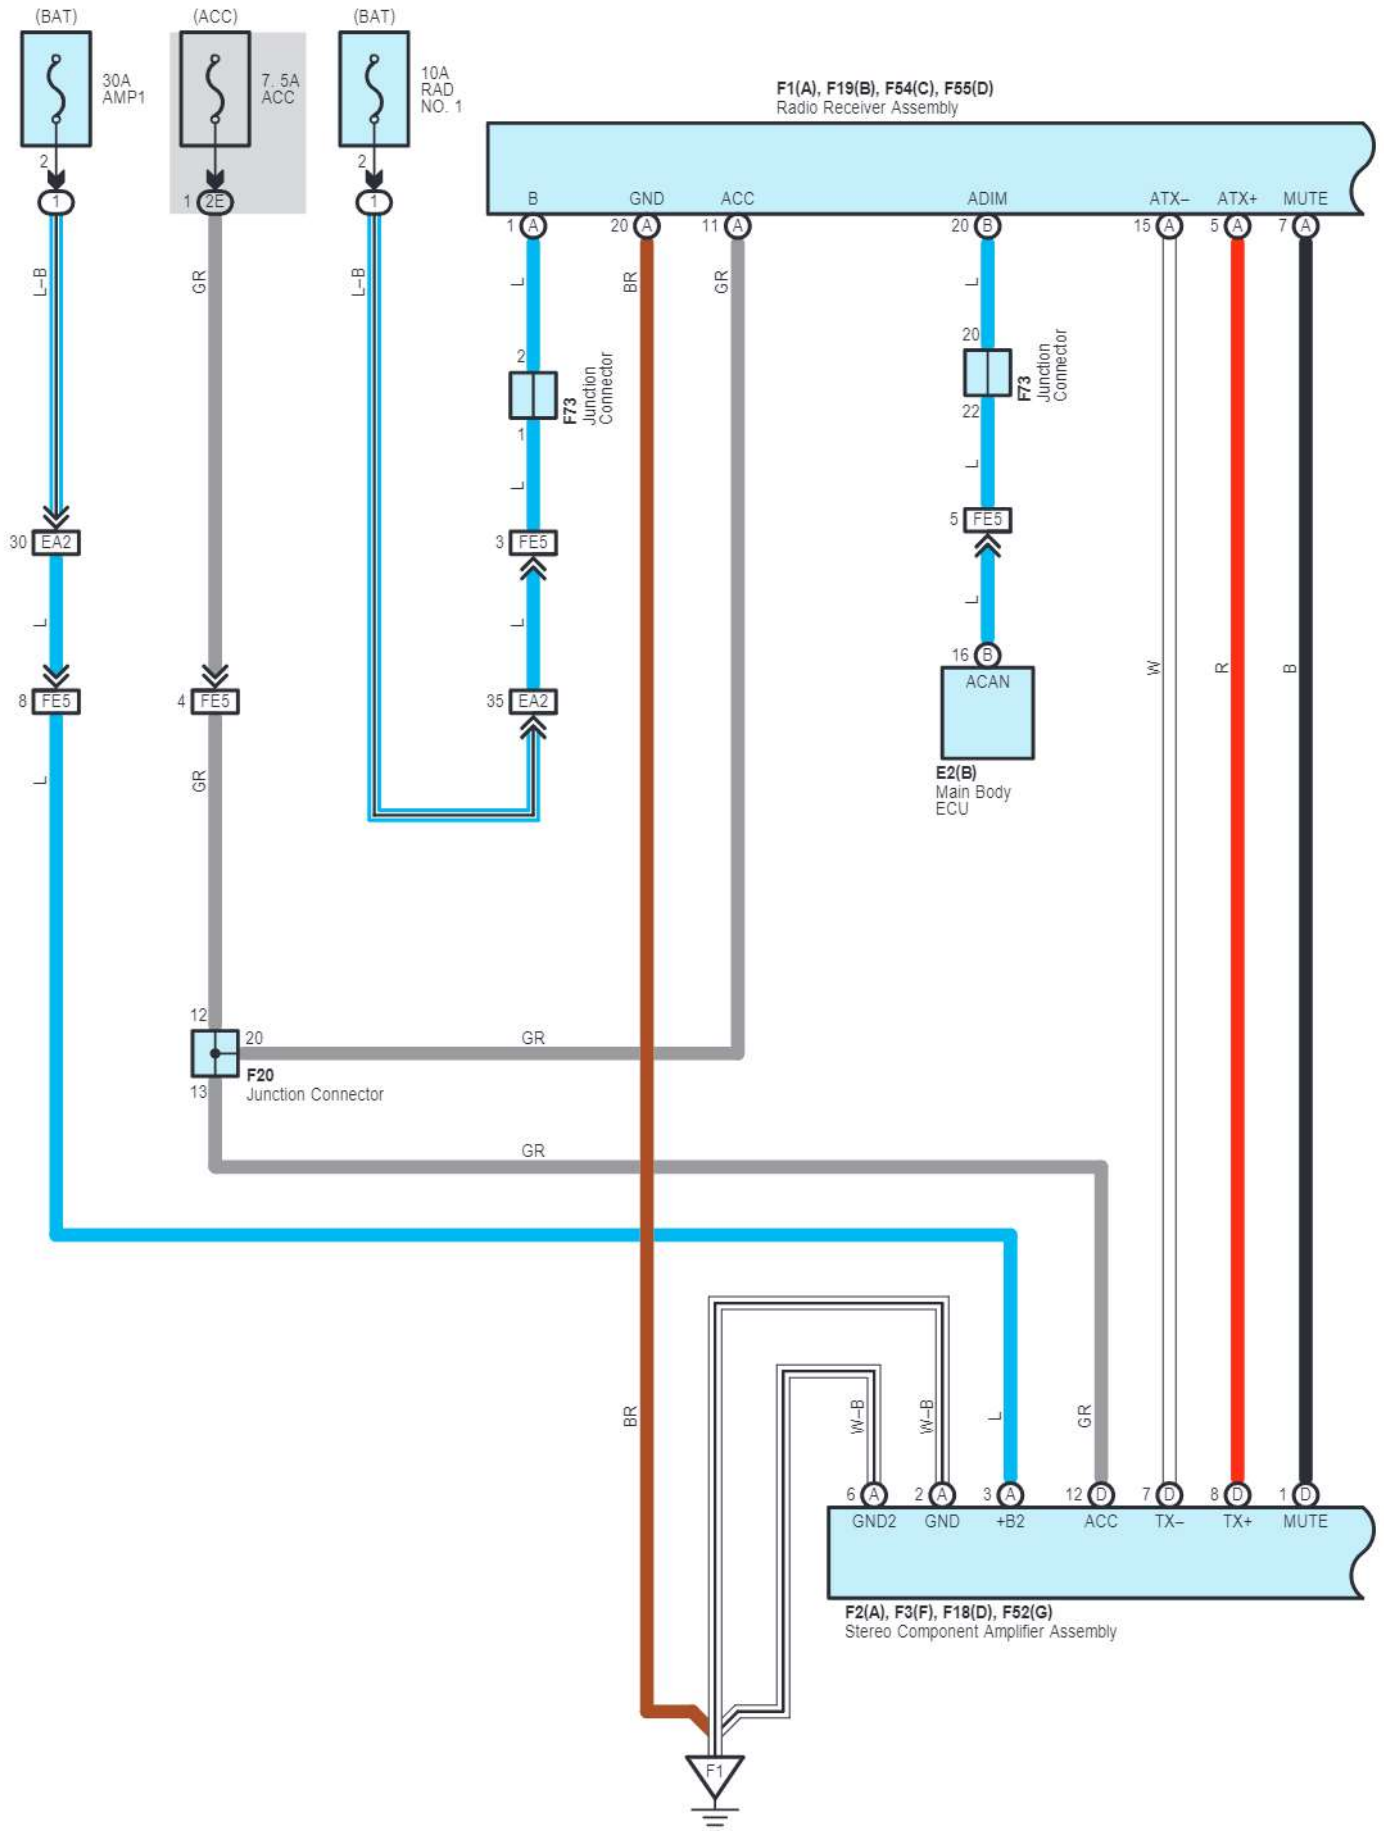 (BAT)
(ACC)
(BAT)
30A
AMP1
7. 5A
ACC
10A
RAD
NO. 1
2
1
1
2E
2
1
F1(A), F19(B), F54(C), F55(D)
Radio Receiver Assembly
B
GND
ACC
ADIM
ATX–
ATX+
MUTE
1 A
20 A
11 A
20 B
15 A
5 A
7 A
L–B
GR
L–B
L
BR
GR
L
2
F73
Junction
Connector
1
20
F73
Junction
Connector
22
L
L
30 EA2
3 FE5
5 FE5
L
L
L
16 B
ACAN
E2(B)
Main Body
ECU
W
R
B
8 FE5
4 FE5
35 EA2
L
GR
12
20
GR
F20
Junction Connector
13
GR
BR
W–B
W–B
L
GR
6 A
2 A
3 A
12 D
7 D
8 D
1 D
GND2
GND
+B2
ACC
TX–
TX+
MUTE
F2(A), F3(F), F18(D), F52(G)
Stereo Component Amplifier Assembly
F1